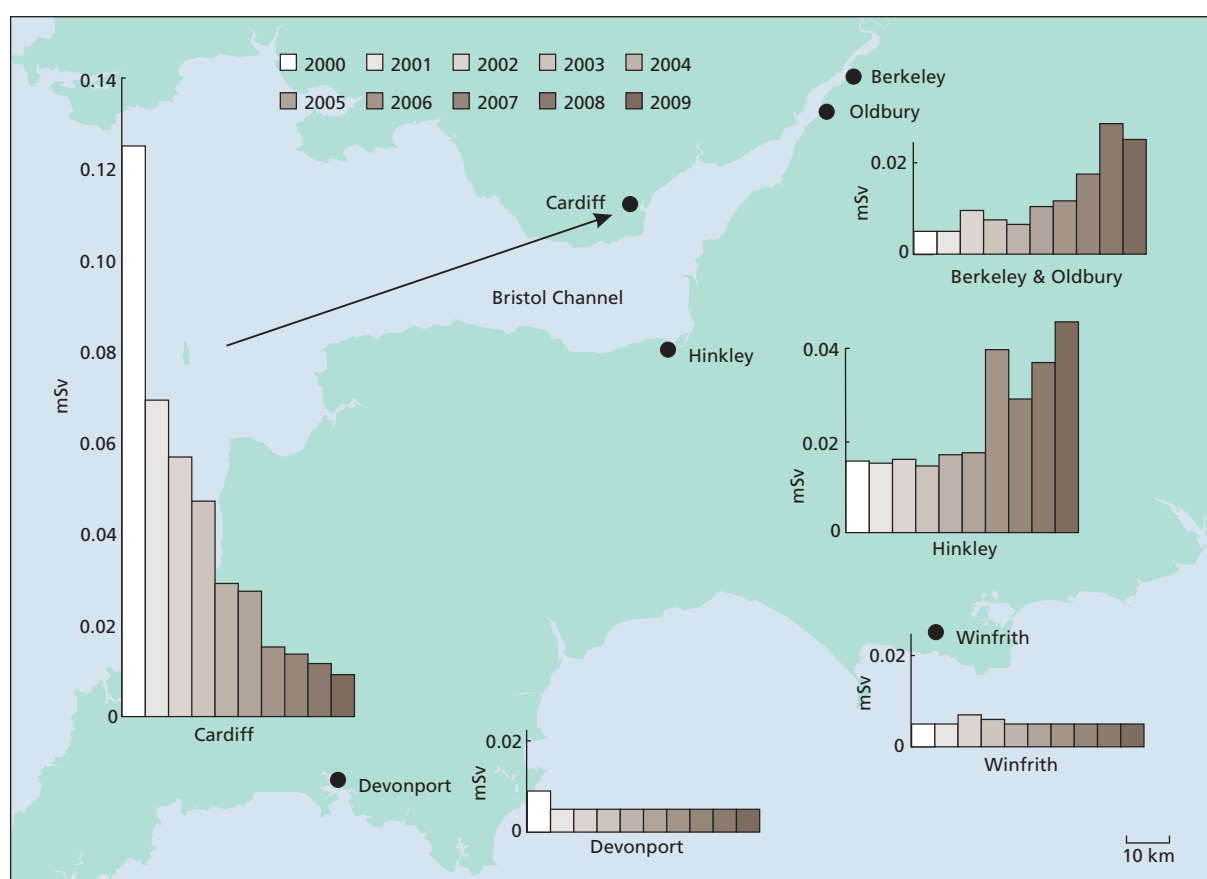 2000 2001 2002 2003 2004
2005 2006 2007 2008 2009
0.14
0.12
0.10
0.08
0.06
0.04
0.02
0
mSv
Cardiff
Berkeley
Oldbury
Cardiff
Bristol Channel
Hinkley
0.02
0
mSv
Berkeley & Oldbury
0.04
0.02
0
mSv
Hinkley
Winfrith
0.02
0
mSv
Winfrith
Devonport
0.02
0
mSv
Devonport
10 km